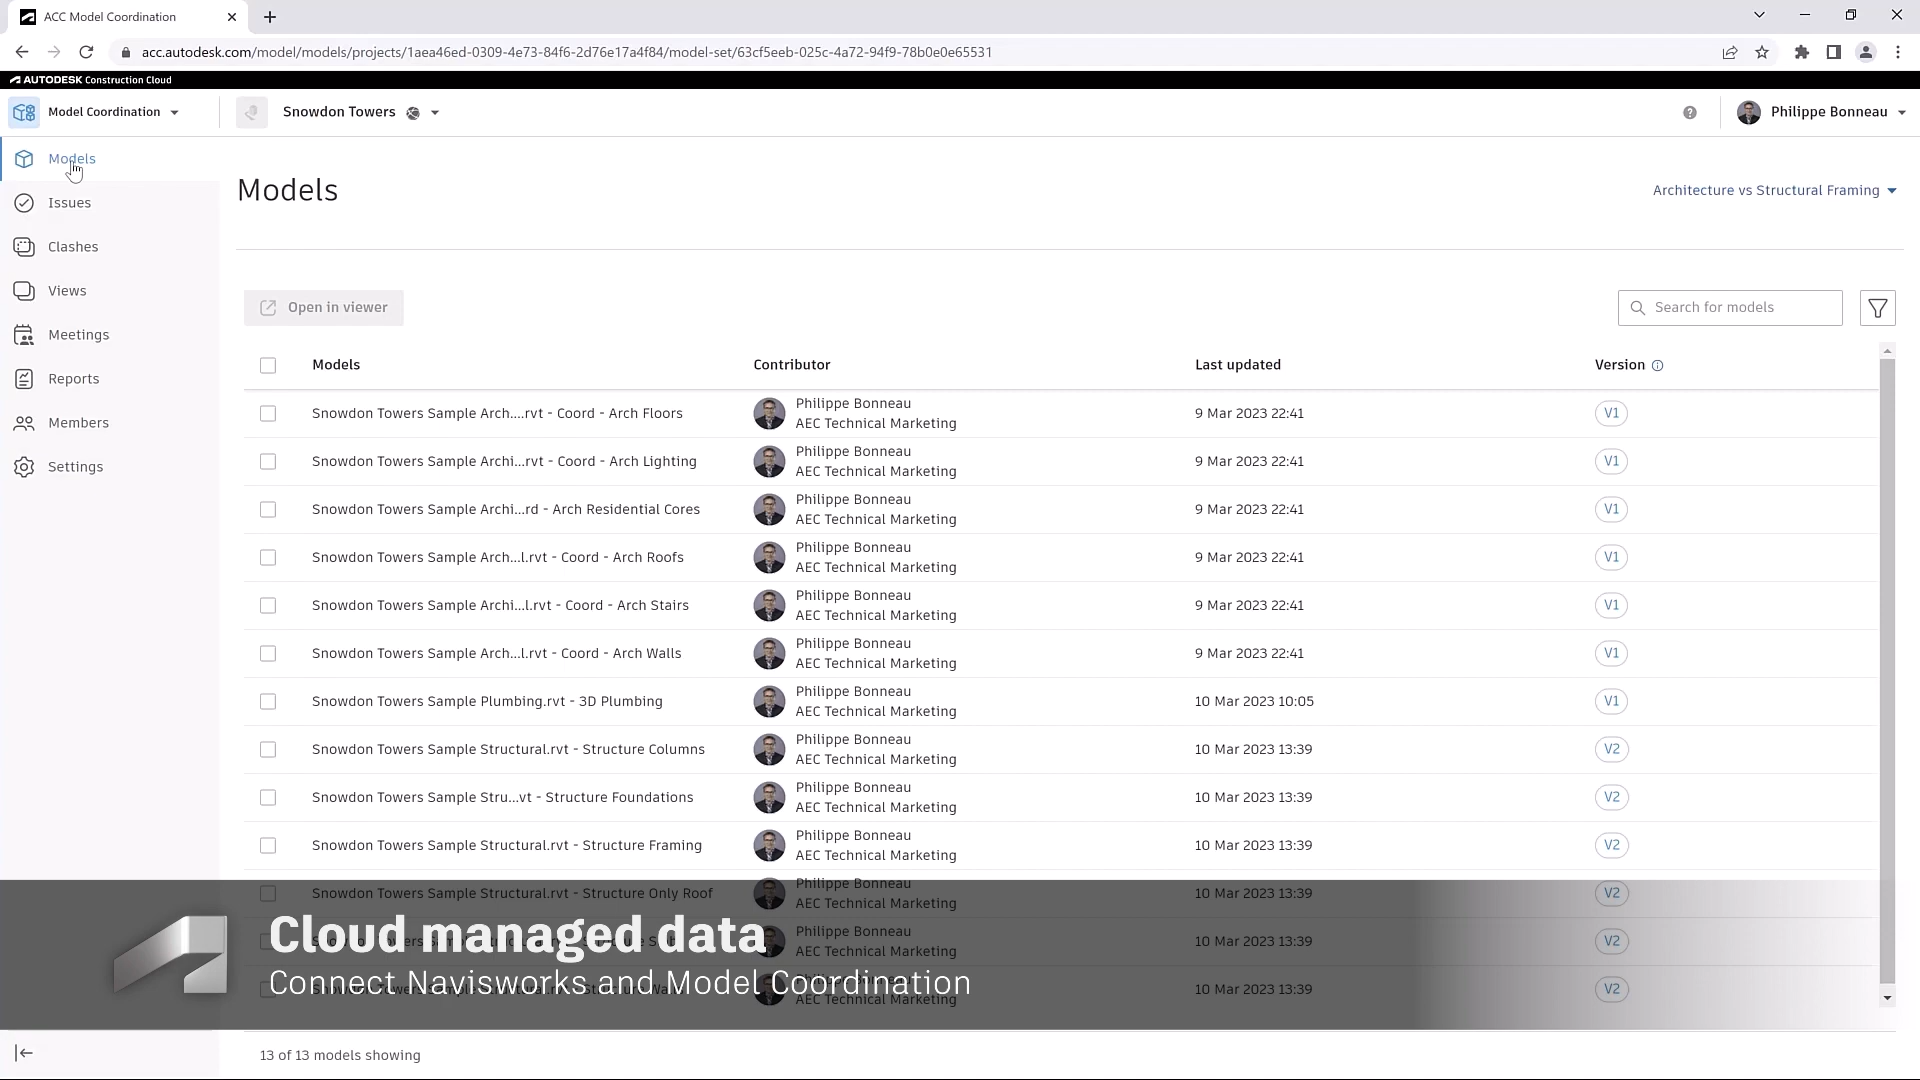 ACC Model Coordination
acc.autodesk.com/model/models/projects/1aea46ed-0309-4e73-84f6-2d76e17a4f84/model-set/63cf5eeb-025c-4a72-94f9-78b0e0e65531
AUTODESK Construction Cloud
Model Coordination
Snowdon Towers
Philippe Bonneau
Models
Issues
Clashes
Views
Meetings
Reports
Members
Settings
Models
Architecture vs Structural Framing
Open in viewer
Search for models
Models Contributor Last updated Version
Snowdon Towers Sample Arch....rvt - Coord - Arch Floors Philippe Bonneau 9 Mar 2023 22:41 V1
AEC Technical Marketing
Snowdon Towers Sample Archi...rvt - Coord - Arch Lighting Philippe Bonneau 9 Mar 2023 22:41 V1
AEC Technical Marketing
Snowdon Towers Sample Archi...rd - Arch Residential Cores Philippe Bonneau 9 Mar 2023 22:41 V1
AEC Technical Marketing
Snowdon Towers Sample Arch...l.rvt - Coord - Arch Roofs Philippe Bonneau 9 Mar 2023 22:41 V1
AEC Technical Marketing
Snowdon Towers Sample Archi...l.rvt - Coord - Arch Stairs Philippe Bonneau 9 Mar 2023 22:41 V1
AEC Technical Marketing
Snowdon Towers Sample Arch...l.rvt - Coord - Arch Walls Philippe Bonneau 9 Mar 2023 22:41 V1
AEC Technical Marketing
Snowdon Towers Sample Plumbing.rvt - 3D Plumbing Philippe Bonneau 10 Mar 2023 10:05 V1
AEC Technical Marketing
Snowdon Towers Sample Structural.rvt - Structure Columns Philippe Bonneau 10 Mar 2023 13:39 V2
AEC Technical Marketing
Snowdon Towers Sample Stru...vt - Structure Foundations Philippe Bonneau 10 Mar 2023 13:39 V2
AEC Technical Marketing
Snowdon Towers Sample Structural.rvt - Structure Framing Philippe Bonneau 10 Mar 2023 13:39 V2
AEC Technical Marketing
Snowdon Towers Sample Structural.rvt - Structure Only Roof Philippe Bonneau 10 Mar 2023 13:39 V2
AEC Technical Marketing
Philippe Bonneau 10 Mar 2023 13:39 V2
AEC Technical Marketing
10 Mar 2023 13:39 V2
AEC Technical Marketing
Cloud managed data
Connect Navisworks and Model Coordination
13 of 13 models showing